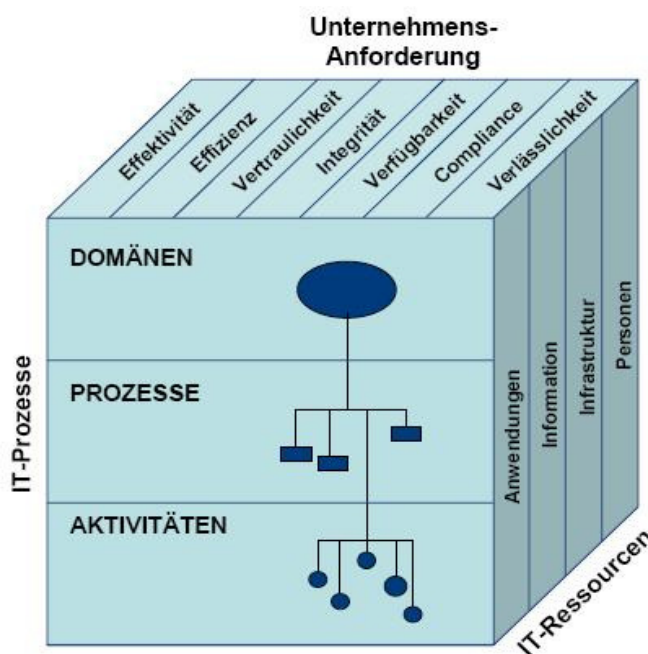 Unternehmens-
Anforderung
Effektivität
Effizienz
Vertraulichkeit
Integrität
Verfügbarkeit
Compliance
Verlässlichkeit
IT-Prozesse
DOMÄNEN
PROZESSE
AKTIVITÄTEN
Anwendungen
Information
Infrastruktur
Personen
IT-Ressourcen